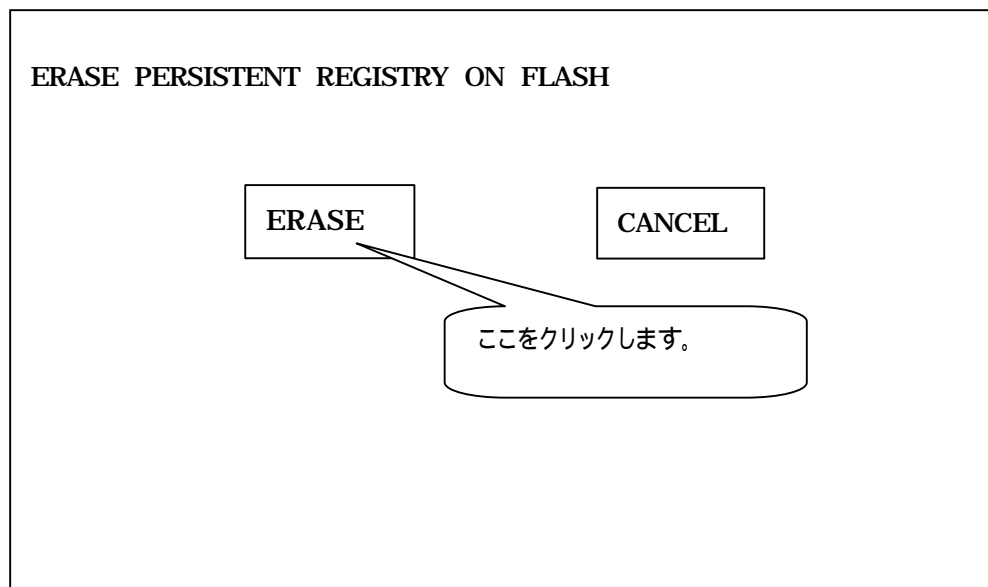 ERASE PERSISTENT REGISTRY ON FLASH
ERASE
CANCEL
ここをクリックします。